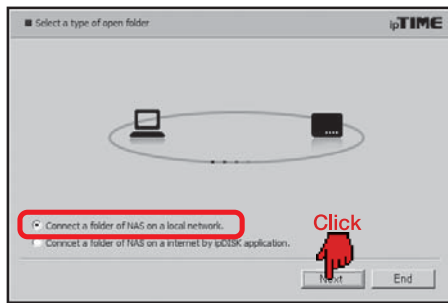 Select a type of open folder
ipTIME
Connect a folder of NAS on a local network.
Conncet a folder of NAS on a internet by ipDISK application.
Click
Next
End